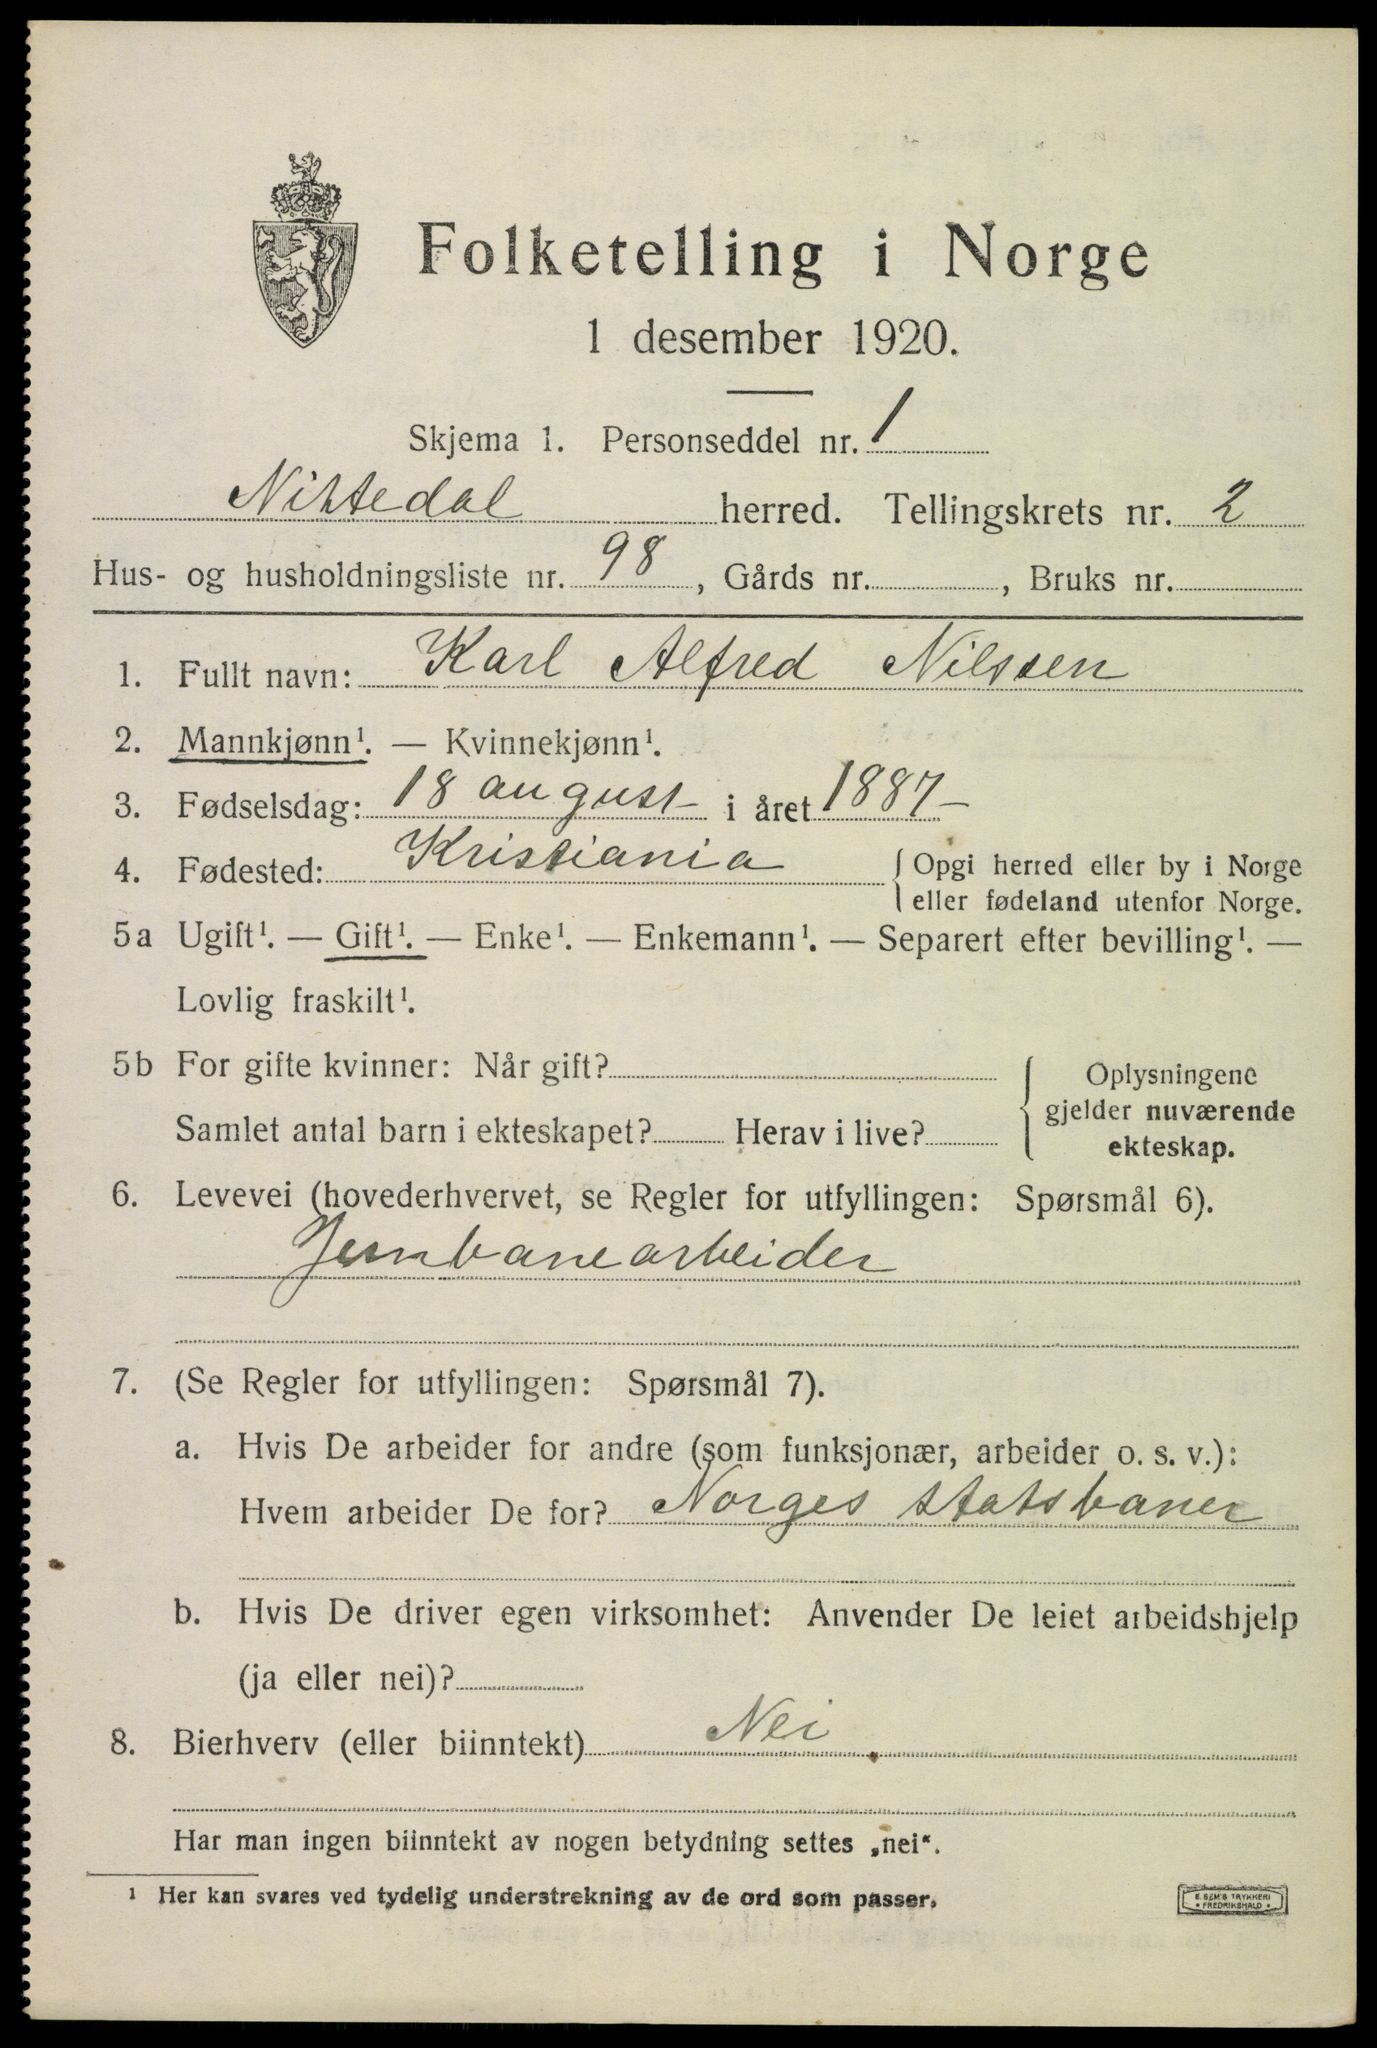 Folketelling i Norge
1 desember 1920.
Skjema 1. Personseddel nr. 1
Nittedal herred. Tellingskrets nr. 2
Hus- og husholdningsliste nr. 98, Gårds nr. , Bruks nr.
1. Fullt navn: Karl Alfred Nilssen
2. Mannkjønn¹. — Kvinnekjønn¹.
3. Fødselsdag: 18 august i året 1887
4. Fødested: Kristiania { Opgi herred eller by i Norge
eller fødeland utenfor Norge.
5a Ugift¹. — Gift¹. — Enke¹. — Enkemann¹. — Separert efter bevilling¹. —
Lovlig fraskilt¹.
5b For gifte kvinner: Når gift? Oplysningene
gjelder nuværende
Samlet antal barn i ekteskapet? Herav i live?
ekteskap.
6. Levevei (hovederhvervet, se Regler for utfyllingen: Spørsmål 6).
Jernbanearbeider
7. (Se Regler for utfyllingen: Spørsmål 7).
a. Hvis De arbeider for andre (som funksjonær, arbeider o. s. v.):
Hvem arbeider De for? Norges statsbaner
b. Hvis De driver egen virksomhet: Anvender De leiet arbeidshjelp
(ja eller nei)?
8. Bierhverv (eller biinntekt) Nei
Har man ingen biinntekt av nogen betydning settes „nei“.
¹ Her kan svares ved tydelig understrekning av de ord som passer.
E. SEM'S TRYKKERI
* FREDRIKSHALD *